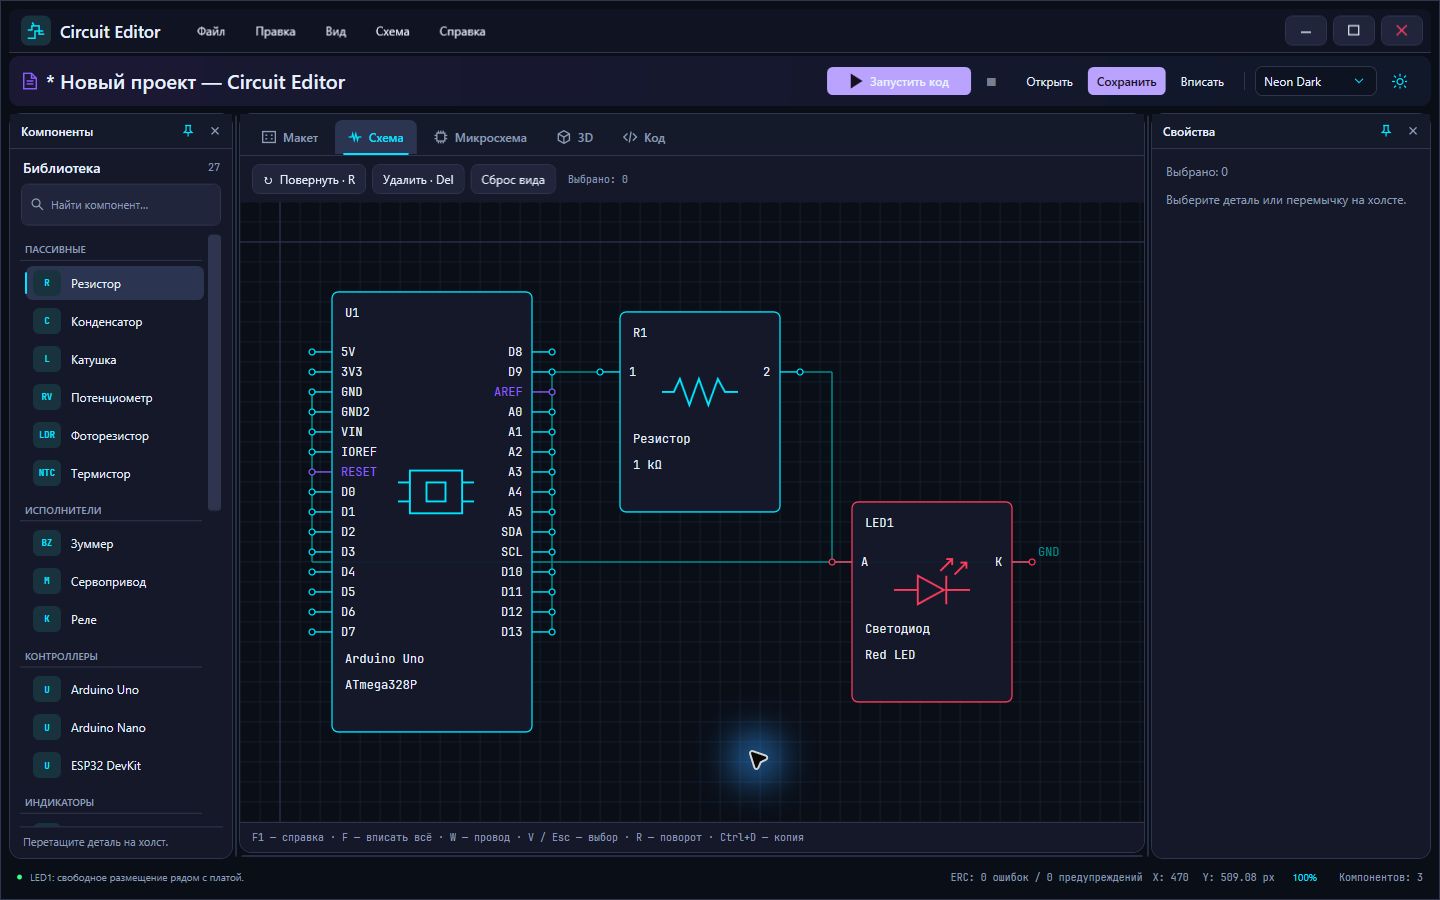 Circuit Editor
Файл Правка Вид Схема Справка
* Новый проект — Circuit Editor
Запустить код
Открыть Сохранить Вписать
Neon Dark
Компоненты
Библиотека 27
Найти компонент...
ПАССИВНЫЕ
R Резистор
C Конденсатор
L Катушка
RV Потенциометр
LDR Фоторезистор
NTC Термистор
ИСПОЛНИТЕЛИ
BZ Зуммер
M Сервопривод
K Реле
КОНТРОЛЛЕРЫ
U Arduino Uno
U Arduino Nano
U ESP32 DevKit
ИНДИКАТОРЫ
Перетащите деталь на холст.
Макет Схема Микросхема 3D Код
Повернуть · R Удалить · Del Сброс вида Выбрано: 0
U1
5V D8
3V3 D9
GND AREF
GND2 A0
VIN A1
IOREF A2
RESET A3
D0 A4
D1 A5
D2 SDA
D3 SCL
D4 D10
D5 D11
D6 D12
D7 D13
Arduino Uno
ATmega328P
R1
1 2
Резистор
1 kΩ
LED1
A K
GND
Светодиод
Red LED
F1 — справка · F — вписать всё · W — провод · V / Esc — выбор · R — поворот · Ctrl+D — копия
Свойства
Выбрано: 0
Выберите деталь или перемычку на холсте.
LED1: свободное размещение рядом с платой.
ERC: 0 ошибок / 0 предупреждений X: 470 Y: 509.08 px 100% Компонентов: 3